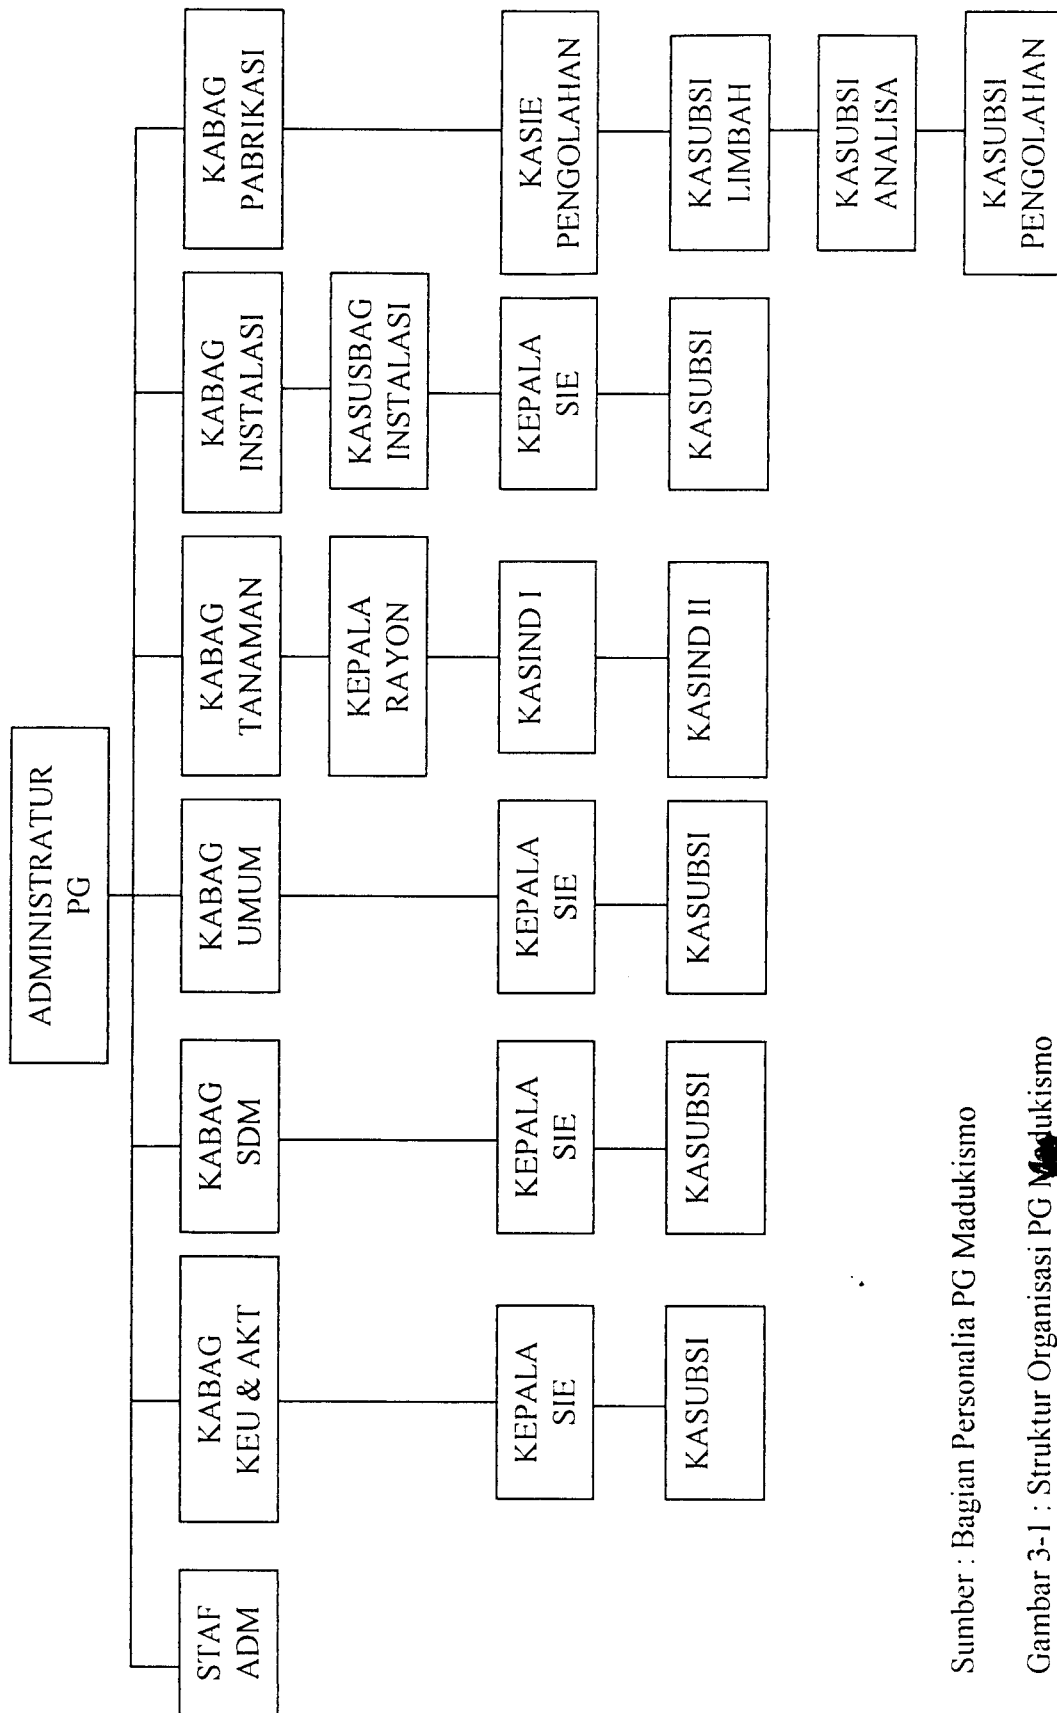 ADMINISTRATUR
PG
STAF
ADM
KABAG
KEU & AKT
KABAG
SDM
KABAG
UMUM
KABAG
TANAMAN
KABAG
INSTALASI
KABAG
PABRIKASI
KEPALA
RAYON
KASUSBAG
INSTALASI
KEPALA
SIE
KEPALA
SIE
KEPALA
SIE
KASIND I
KEPALA
SIE
KASIE
PENGOLAHAN
KASUBSI
KASUBSI
KASUBSI
KASIND II
KASUBSI
KASUBSI
LIMBAH
KASUBSI
ANALISA
KASUBSI
PENGOLAHAN
Sumber : Bagian Personalia PG Madukismo
Gambar 3-1 : Struktur Organisasi PG Madukismo